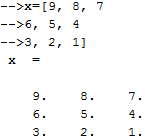 -->x=[9, 8, 7
-->6, 5, 4
-->3, 2, 1]
x =
9. 8. 7.
6. 5. 4.
3. 2. 1.